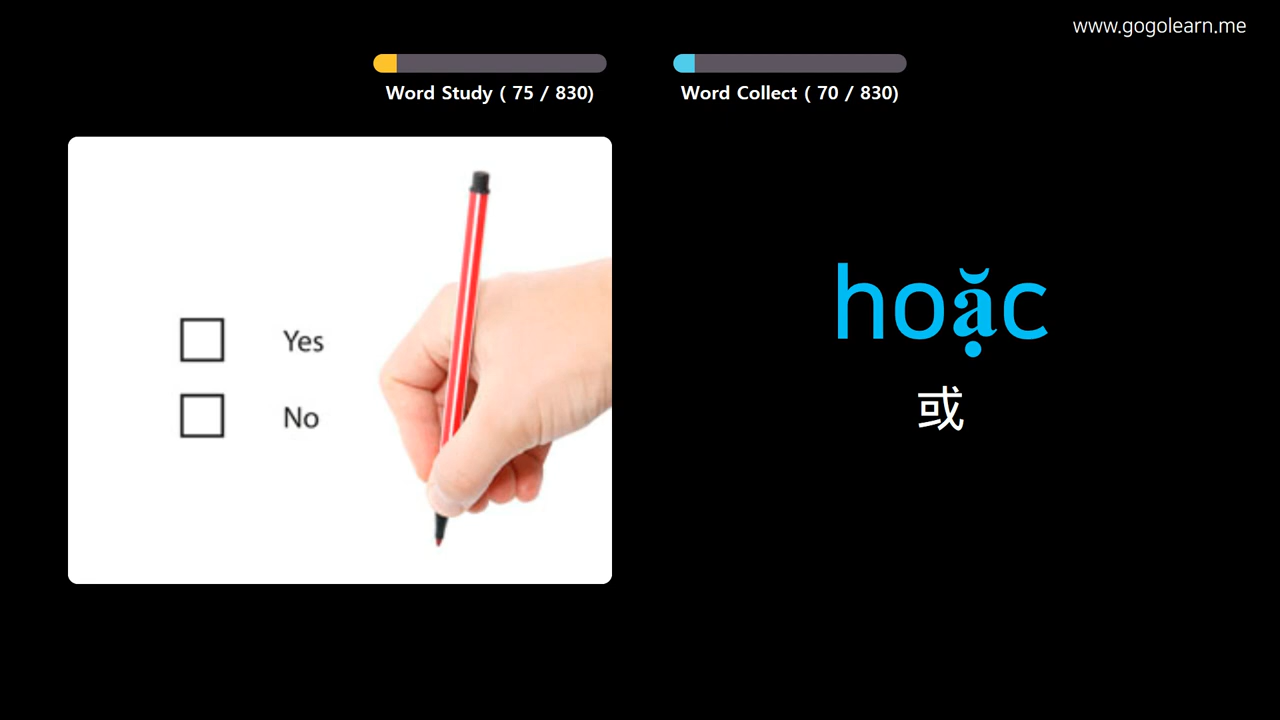 www.gogolearn.me
Word Study ( 75 / 830)
Word Collect ( 70 / 830)
Yes
No
hoặc
或